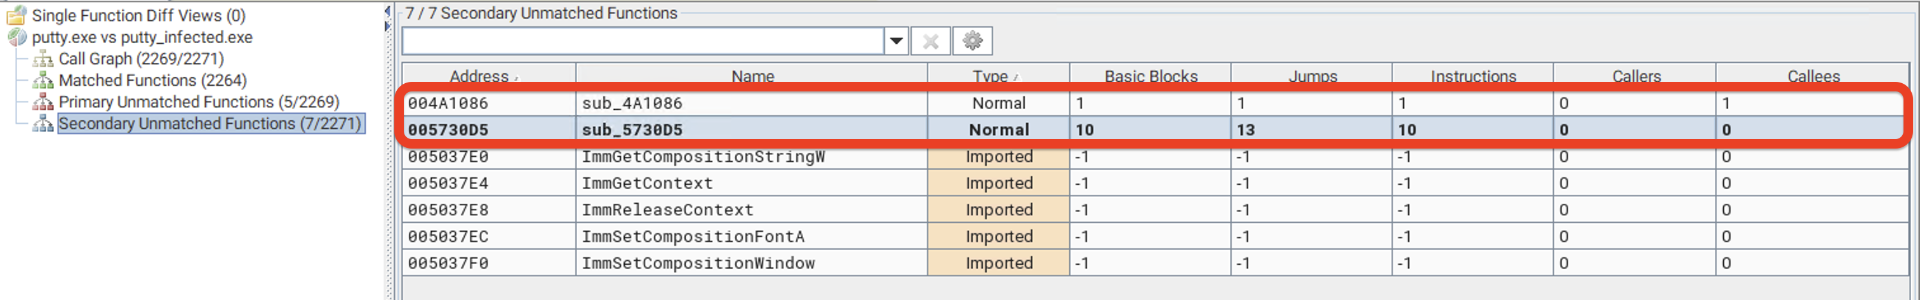 Single Function Diff Views (0)
putty.exe vs putty_infected.exe
Call Graph (2269/2271)
Matched Functions (2264)
Primary Unmatched Functions (5/2269)
Secondary Unmatched Functions (7/2271)
7 / 7 Secondary Unmatched Functions
Address Name Type Basic Blocks Jumps Instructions Callers Callees
004A1086 sub_4A1086 Normal 1 1 1 0 1
005730D5 sub_5730D5 Normal 10 13 10 0 0
005037E0 ImmGetCompositionStringW Imported -1 -1 -1 0 0
005037E4 ImmGetContext Imported -1 -1 -1 0 0
005037E8 ImmReleaseContext Imported -1 -1 -1 0 0
005037EC ImmSetCompositionFontA Imported -1 -1 -1 0 0
005037F0 ImmSetCompositionWindow Imported -1 -1 -1 0 0